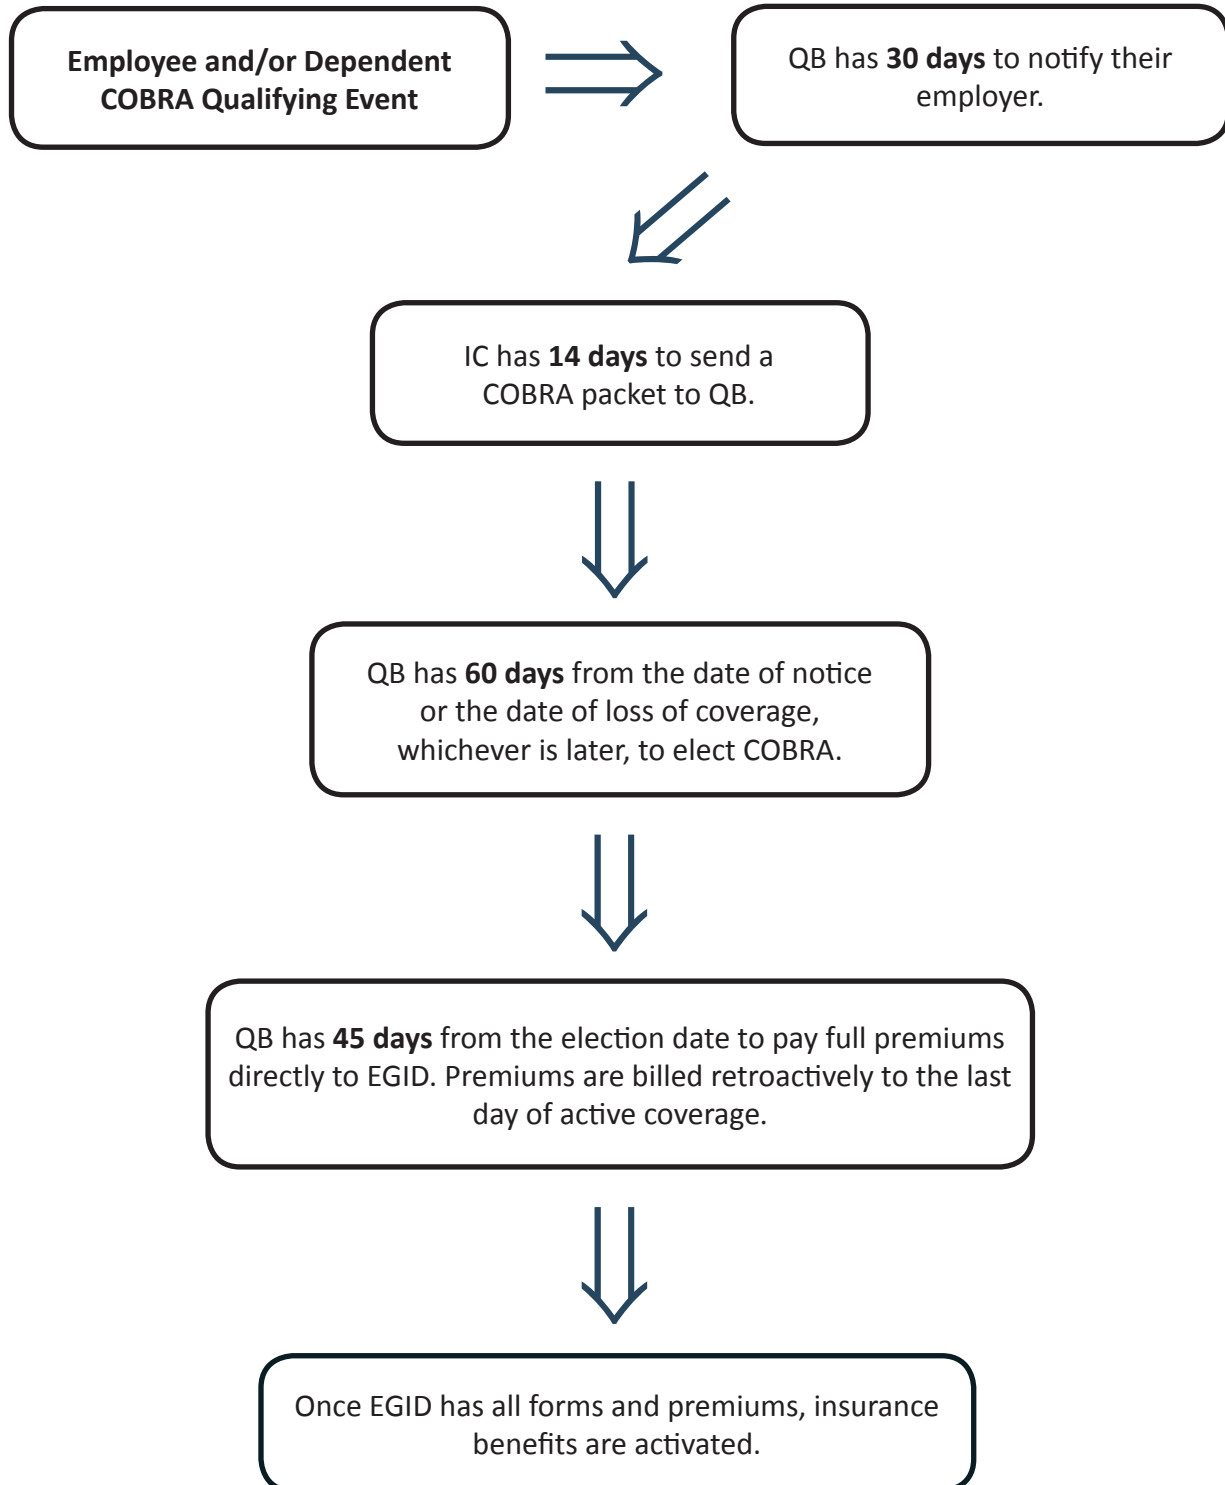 Employee and/or Dependent
COBRA Qualifying Event
QB has 30 days to notify their
employer.
IC has 14 days to send a
COBRA packet to QB.
QB has 60 days from the date of notice
or the date of loss of coverage,
whichever is later, to elect COBRA.
QB has 45 days from the election date to pay full premiums
directly to EGID. Premiums are billed retroactively to the last
day of active coverage.
Once EGID has all forms and premiums, insurance
benefits are activated.